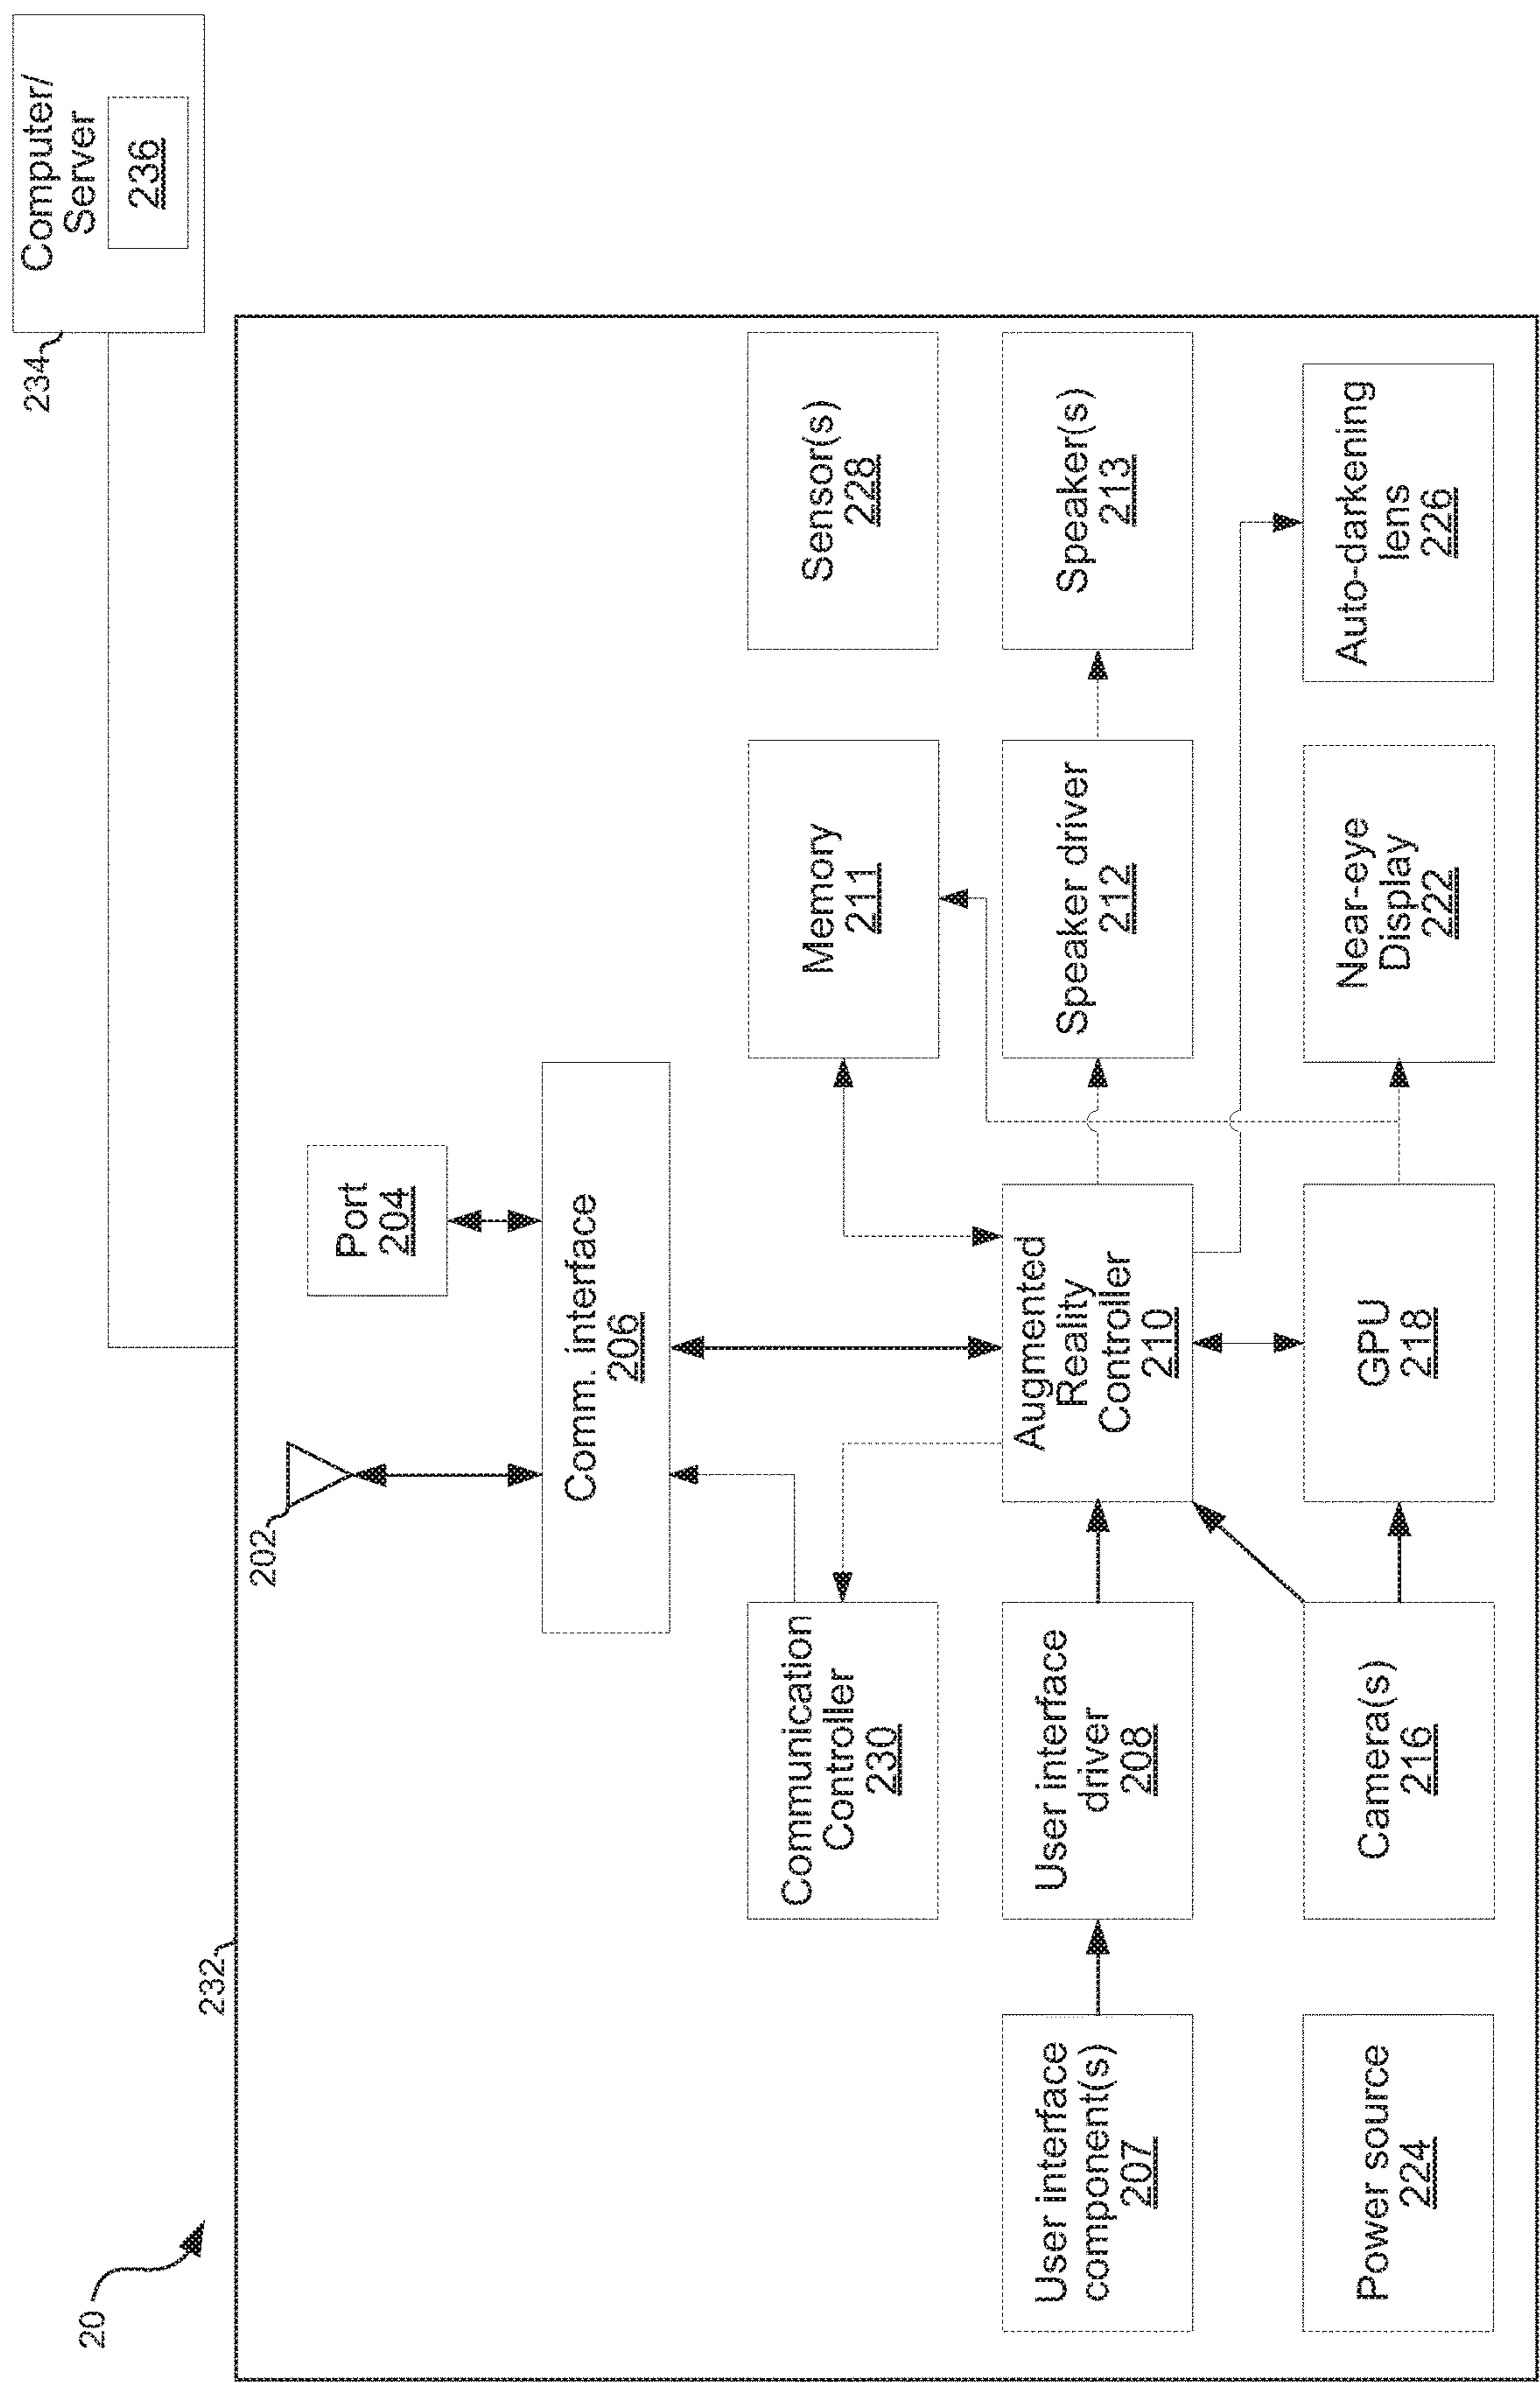 20
232
202
234
Computer/
Server
236
Port
204
Comm. interface
206
Communication
Controller
230
Memory
211
Sensor(s)
228
User interface
component(s)
207
User interface
driver
208
Augmented
Reality
Controller
210
Speaker driver
212
Speaker(s)
213
Power source
224
Camera(s)
216
GPU
218
Near-eye
Display
222
Auto-darkening
lens
226